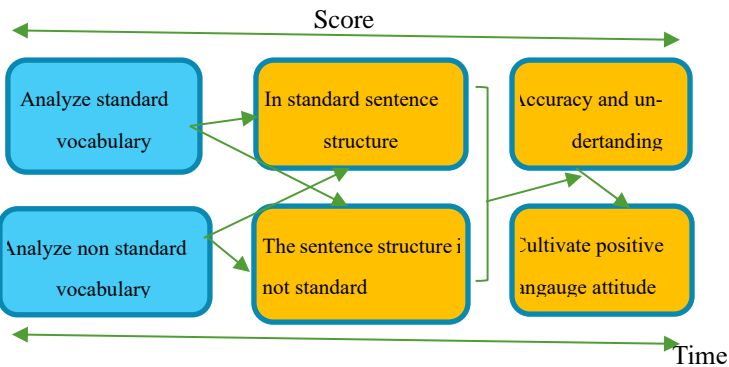 Score
Analyze standard
vocabulary
In standard sentence
structure
Accuracy and un-
dertanding
Analyze non standard
vocabulary
The sentence structure i
not standard
Cultivate positive
angauge attitude
Time